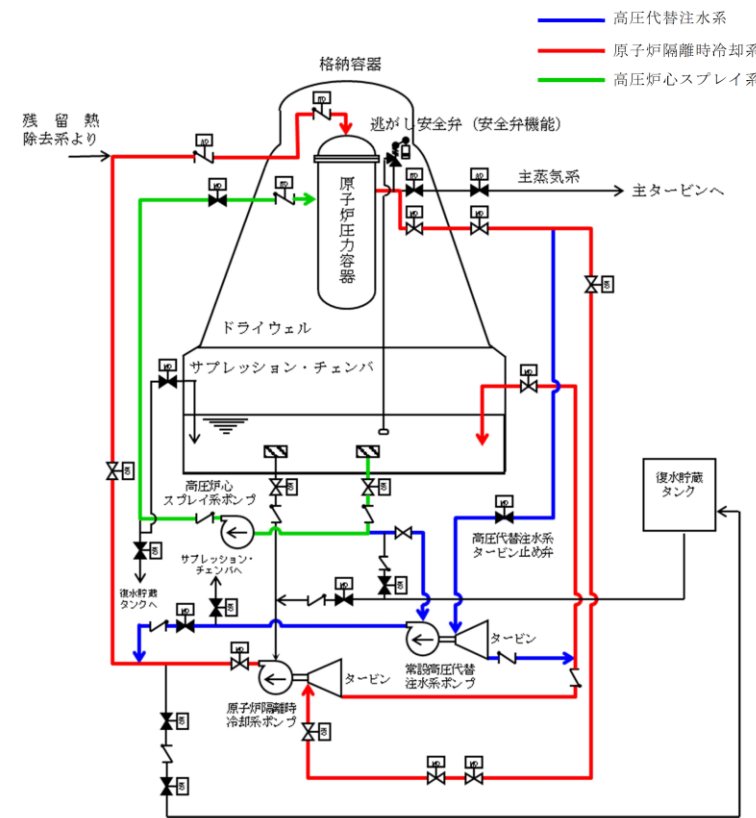 高圧代替注水系
原子炉隔離時冷却系
高圧炉心スプレイ系
格納容器
残留熱
除去系より
逃がし安全弁（安全弁機能）
主蒸気系
主タービンへ
原子炉圧力容器
ドライウェル
サプレッション・チェンバ
復水貯蔵
タンク
高圧炉心
スプレイ系ポンプ
高圧代替注水系
タービン止め弁
サプレッション・
チェンバへ
復水貯蔵
タンクへ
タービン
常設高圧代替
注水系ポンプ
タービン
原子炉隔離時
冷却系ポンプ